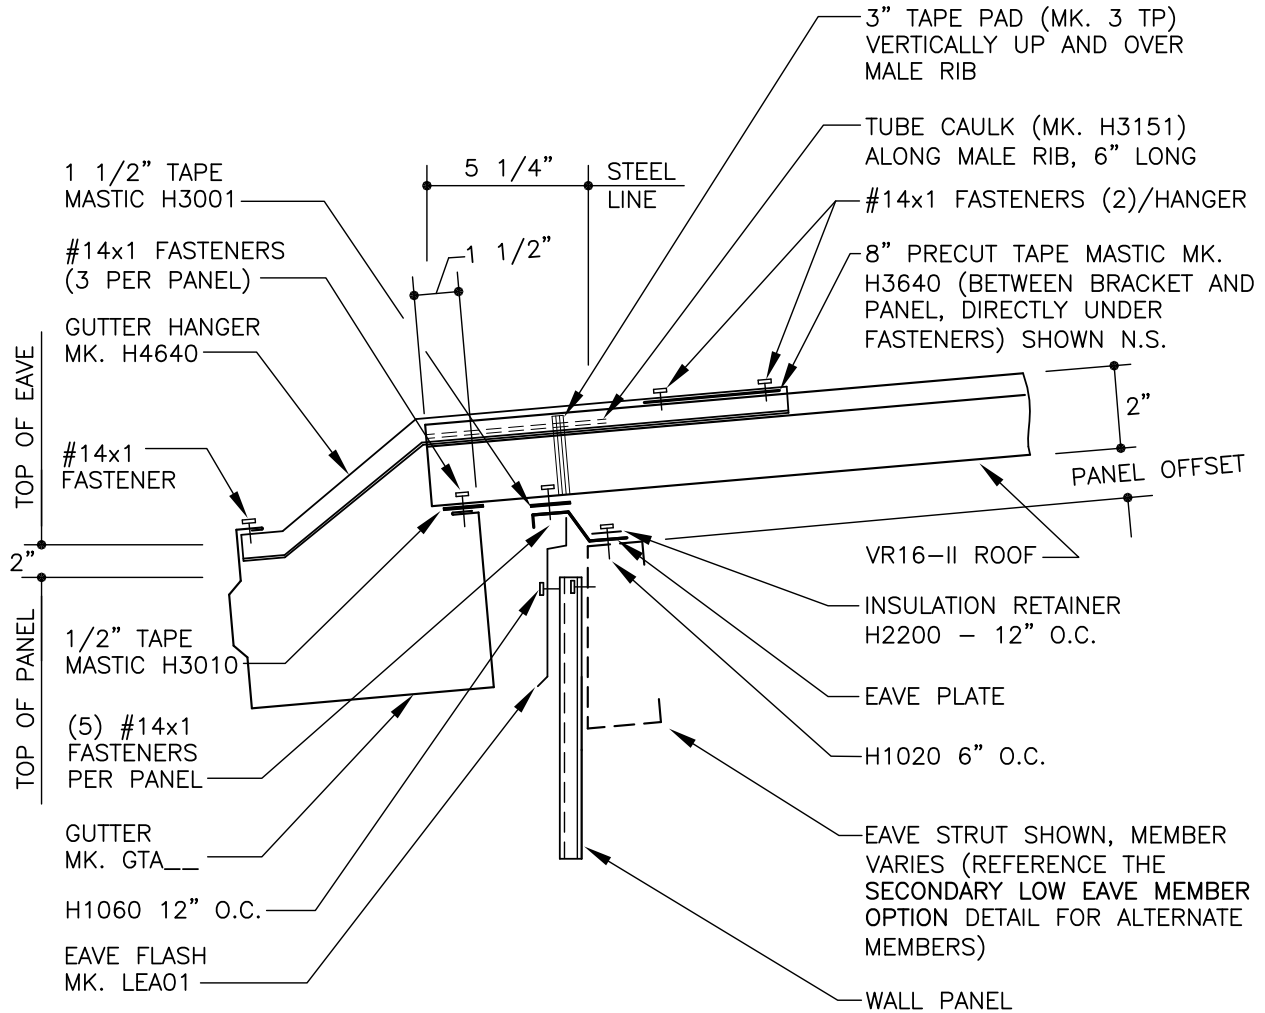 3” TAPE PAD (MK. 3 TP)
VERTICALLY UP AND OVER
MALE RIB
TUBE CAULK (MK. H3151)
ALONG MALE RIB, 6” LONG
#14x1 FASTENERS (2)/HANGER
8” PRECUT TAPE MASTIC MK.
H3640 (BETWEEN BRACKET AND
PANEL, DIRECTLY UNDER
FASTENERS) SHOWN N.S.
5 1/4”
STEEL
LINE
1 1/2”
1 1/2” TAPE
MASTIC H3001
#14x1 FASTENERS
(3 PER PANEL)
GUTTER HANGER
MK. H4640
TOP OF EAVE
#14x1
FASTENER
2”
TOP OF PANEL
1/2” TAPE
MASTIC H3010
(5) #14x1
FASTENERS
PER PANEL
GUTTER
MK. GTA__
H1060 12” O.C.
EAVE FLASH
MK. LEA01
2”
PANEL OFFSET
VR16–II ROOF
INSULATION RETAINER
H2200 – 12” O.C.
EAVE PLATE
H1020 6” O.C.
EAVE STRUT SHOWN, MEMBER
VARIES (REFERENCE THE
SECONDARY LOW EAVE MEMBER
OPTION DETAIL FOR ALTERNATE
MEMBERS)
WALL PANEL